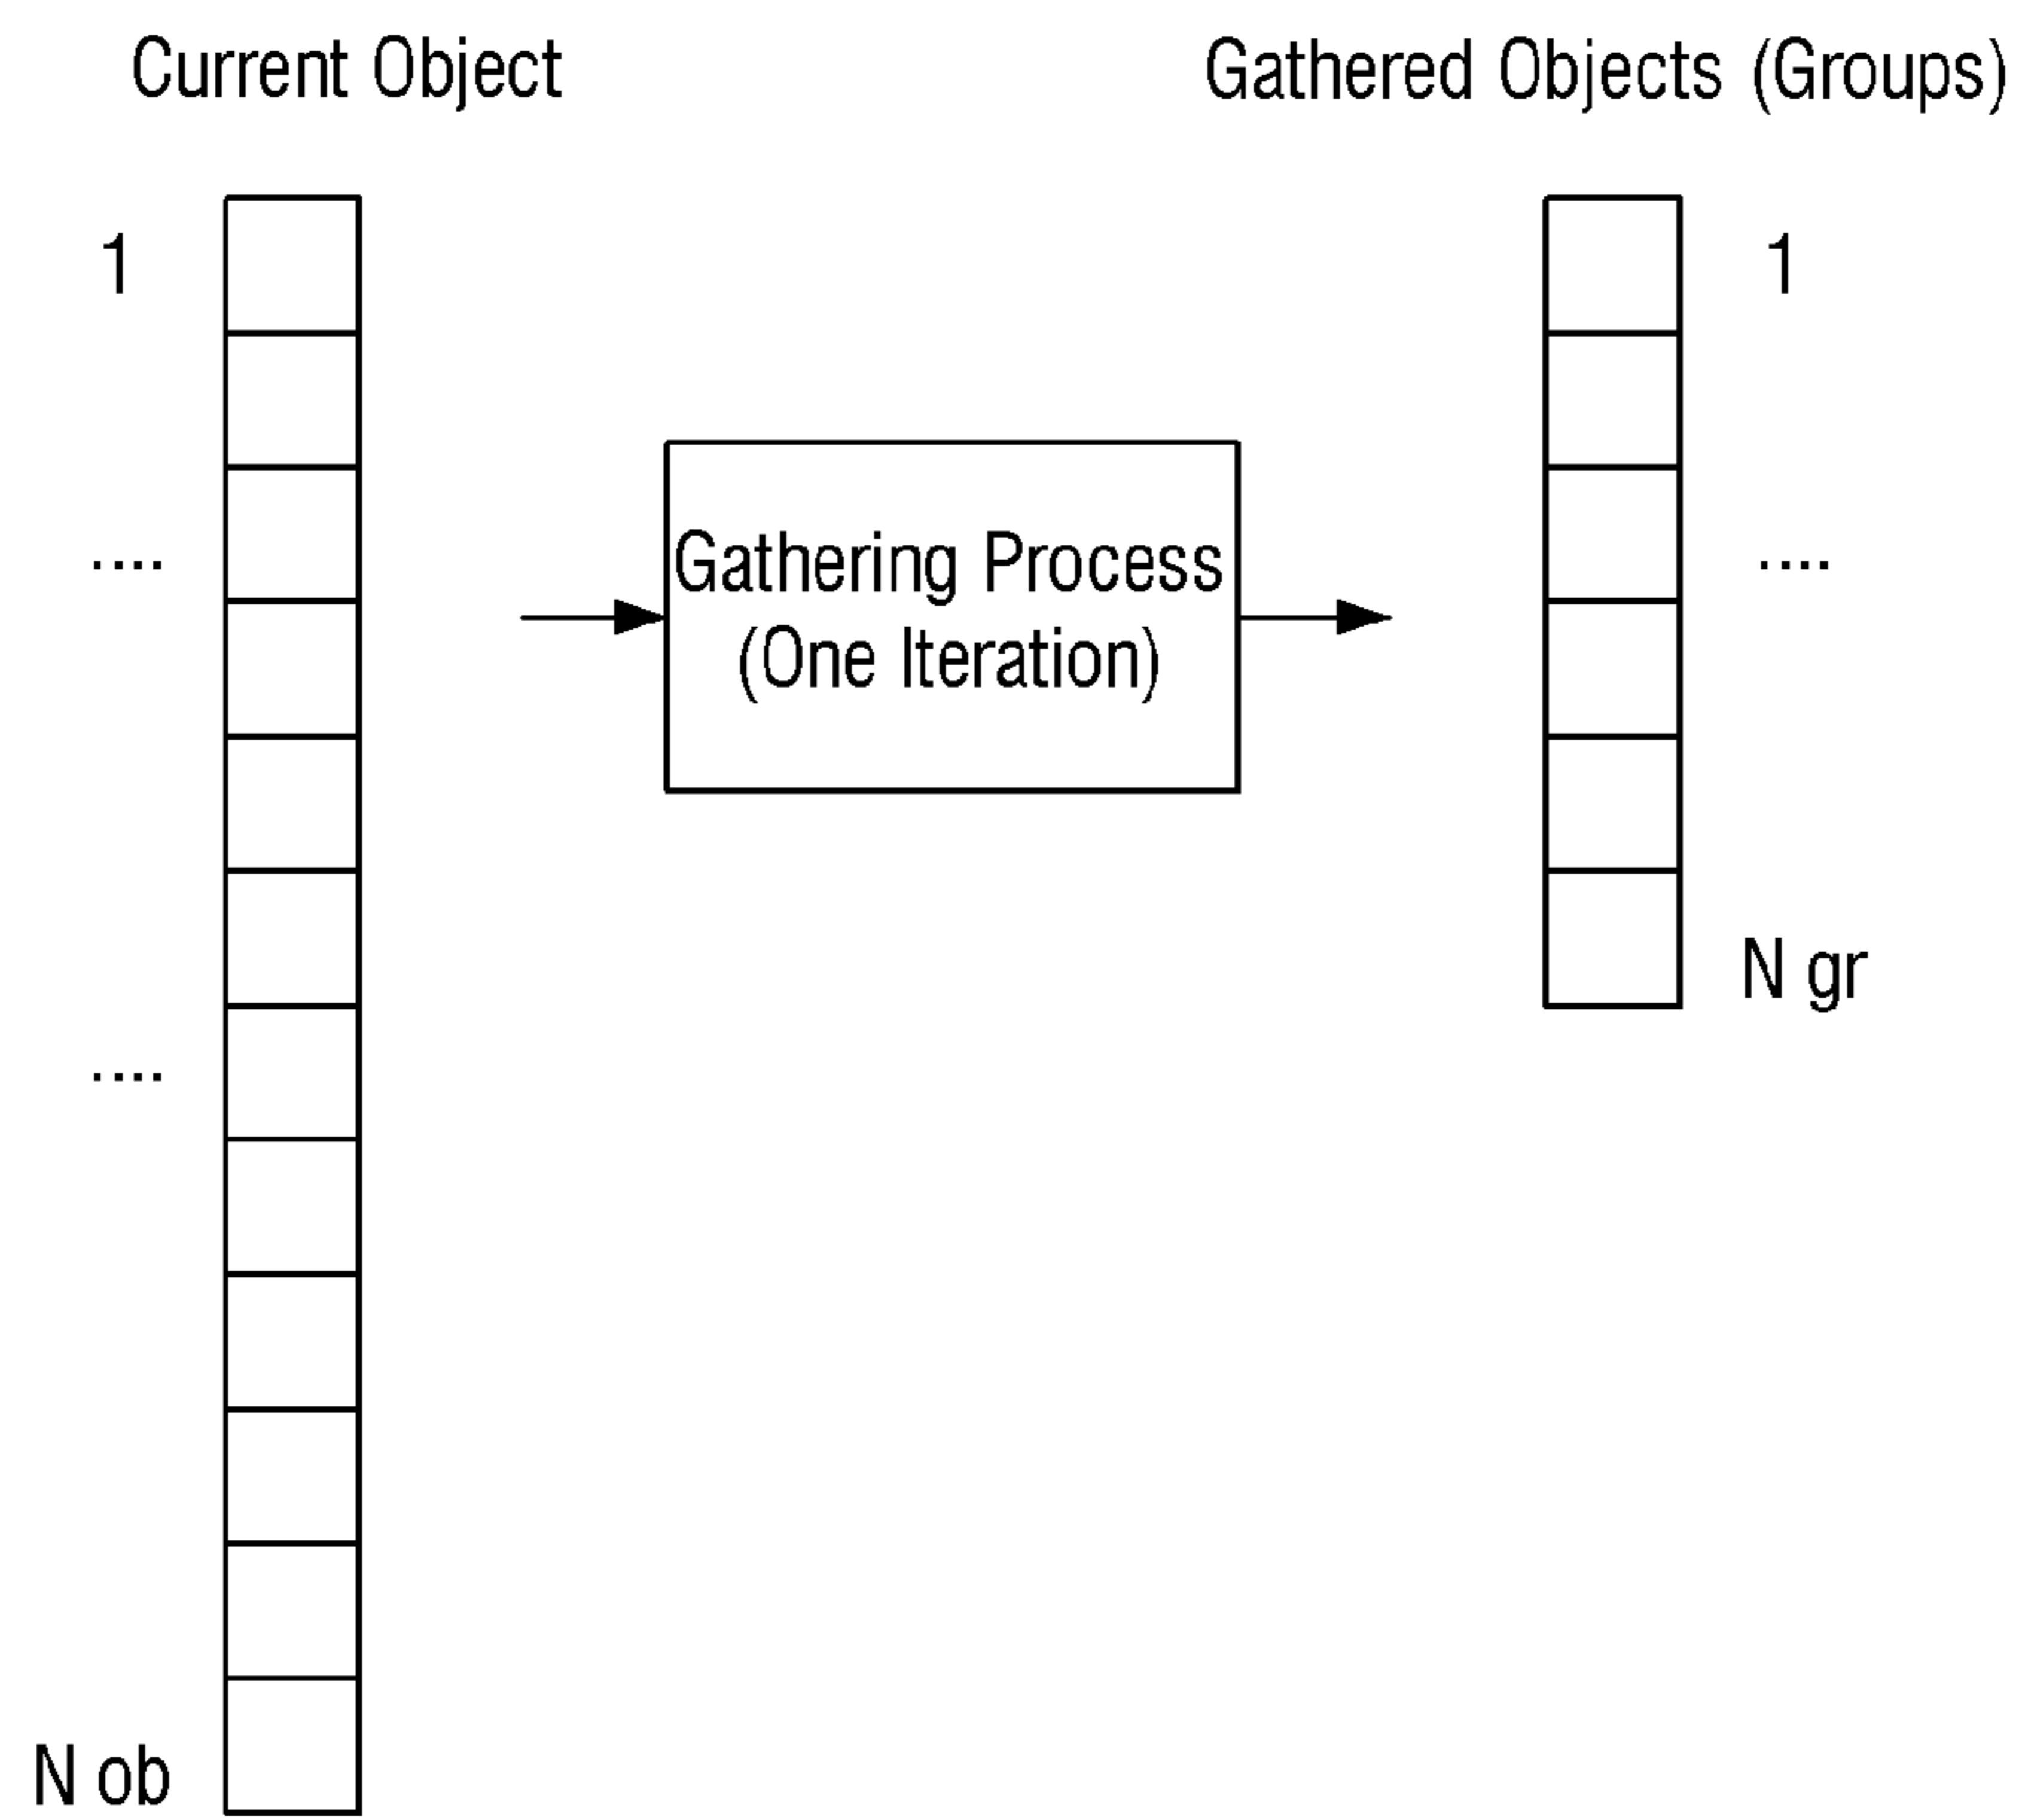 Current Object
Gathered Objects (Groups)
1
1
....
Gathering Process
(One Iteration)
....
N gr
....
N ob